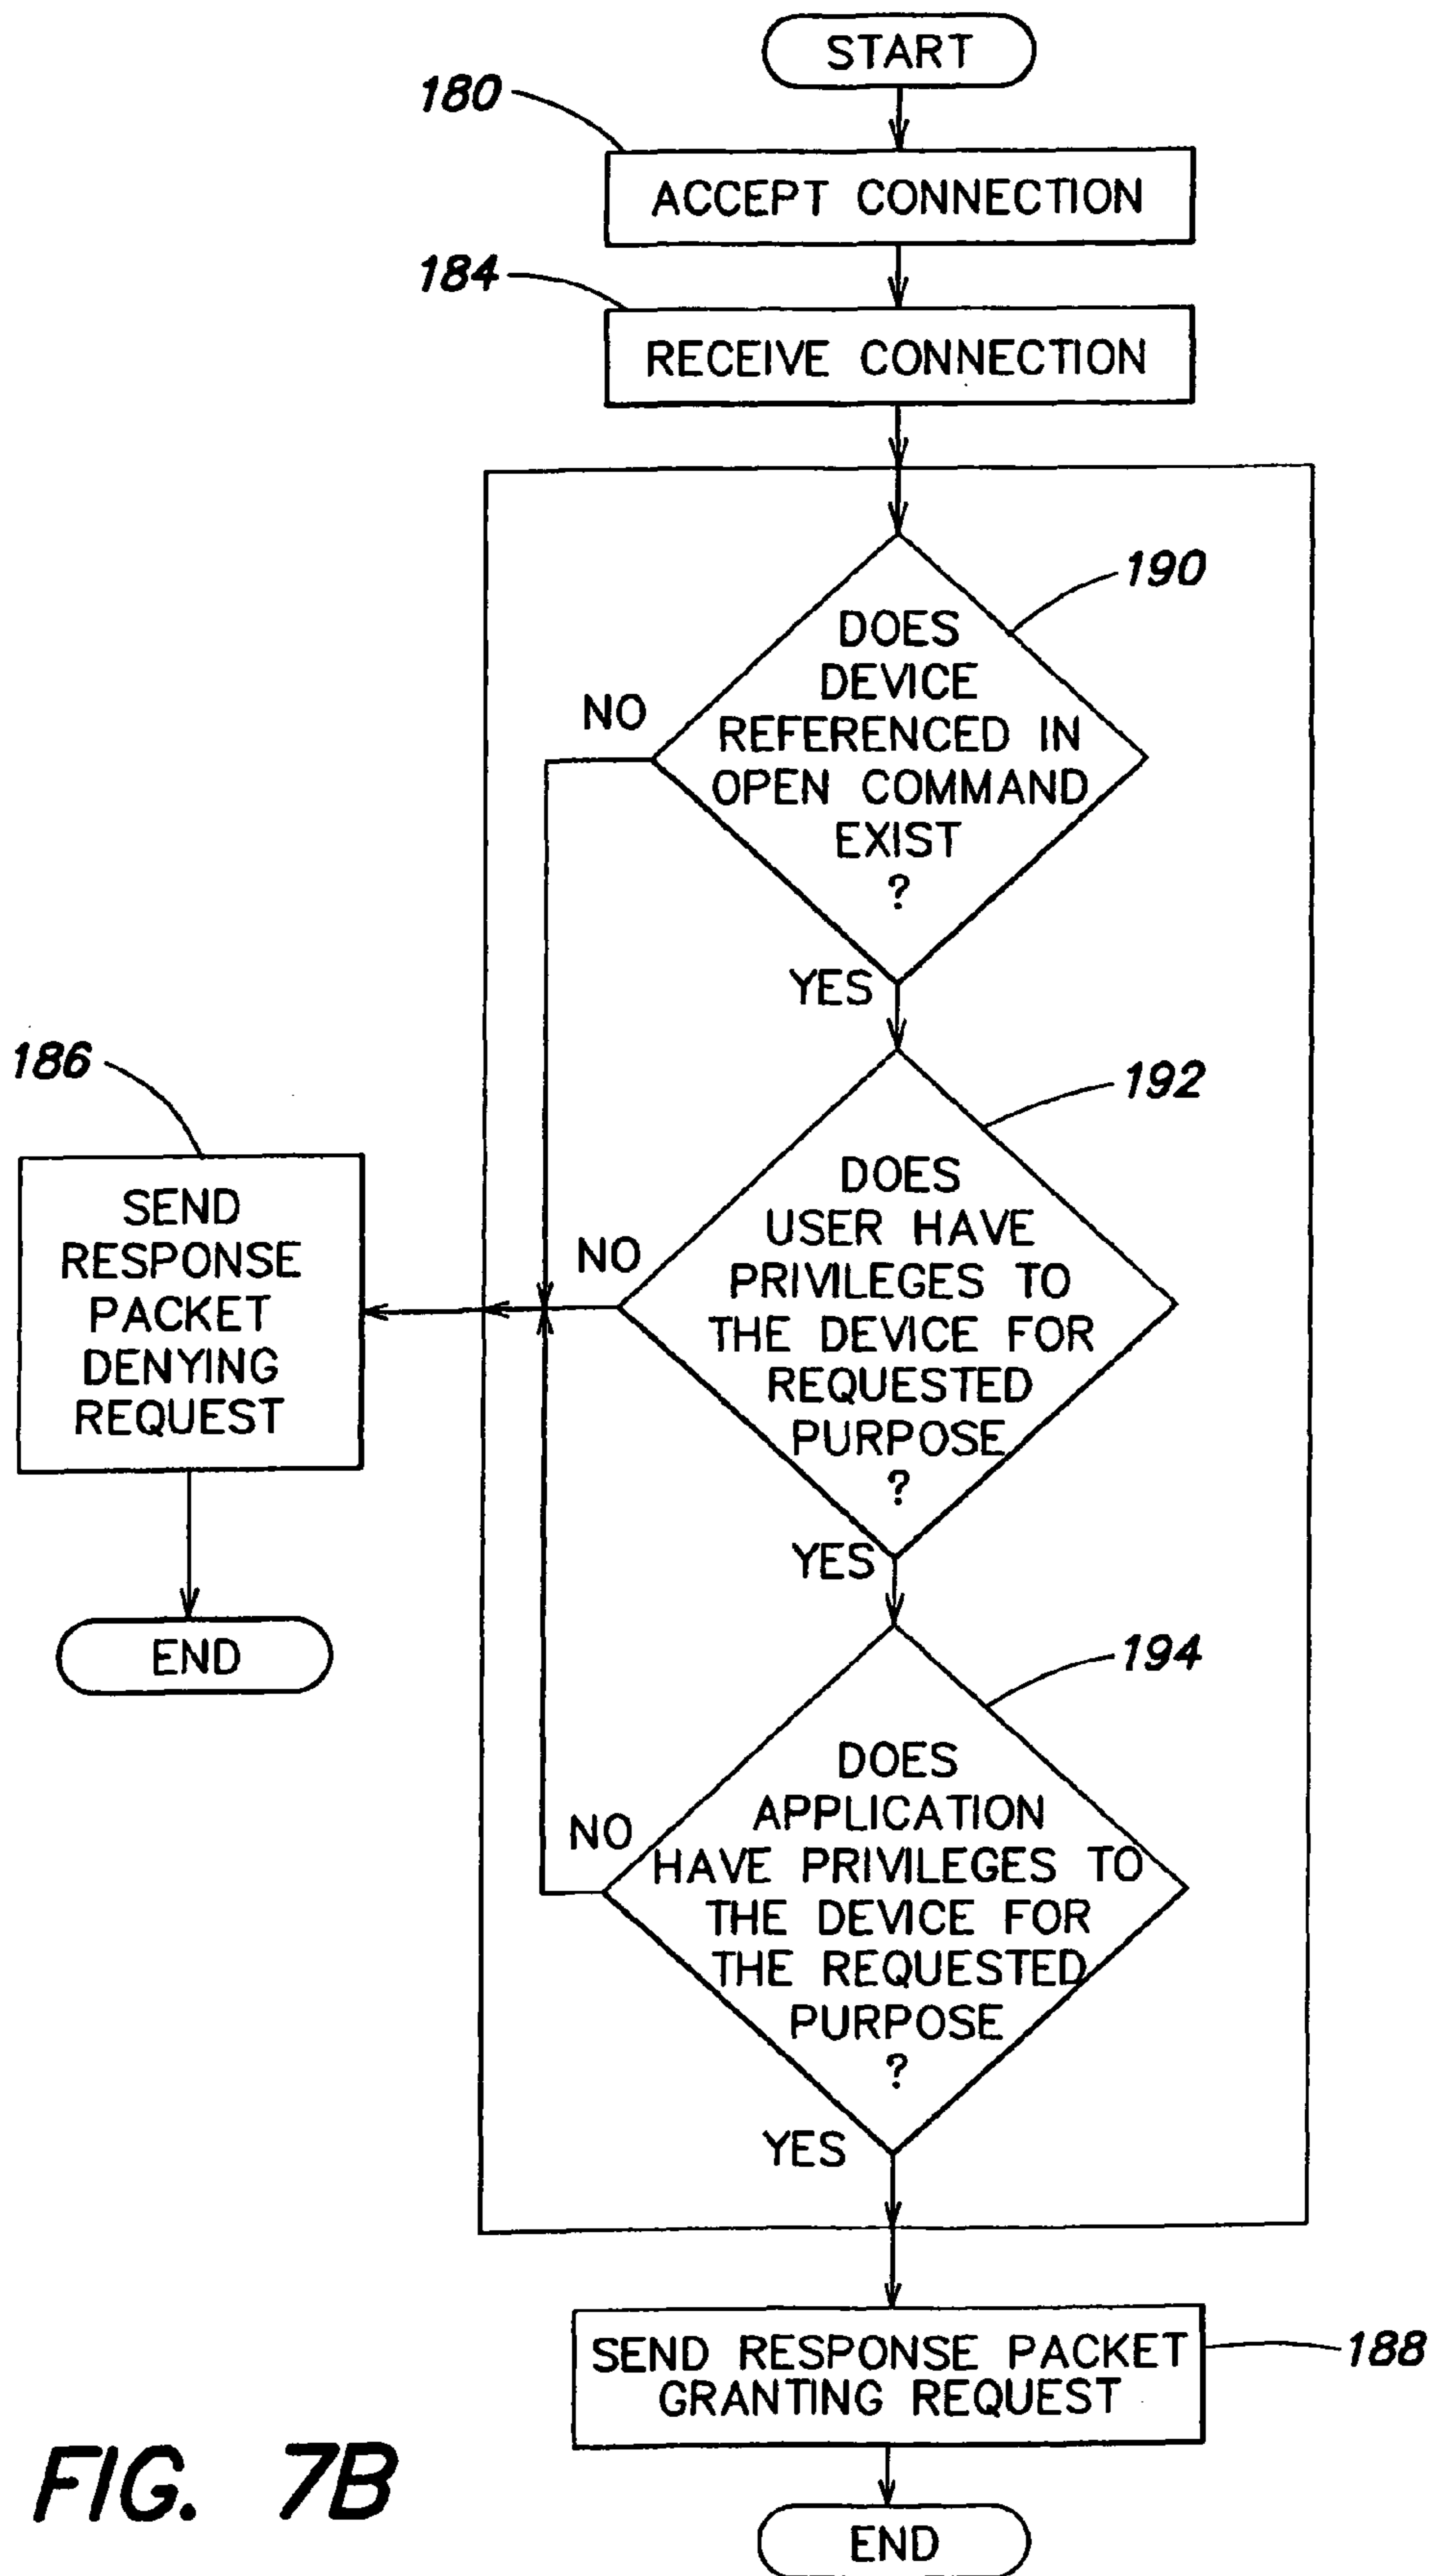 START
180
ACCEPT CONNECTION
184
RECEIVE CONNECTION
190
DOES
DEVICE
REFERENCED IN
OPEN COMMAND
EXIST
?
NO
YES
186
SEND
RESPONSE
PACKET
DENYING
REQUEST
END
192
DOES
USER HAVE
PRIVILEGES TO
THE DEVICE FOR
REQUESTED
PURPOSE
?
NO
YES
194
DOES
APPLICATION
HAVE PRIVILEGES TO
THE DEVICE FOR
THE REQUESTED
PURPOSE
?
NO
YES
SEND RESPONSE PACKET
GRANTING REQUEST
188
END
FIG. 7B